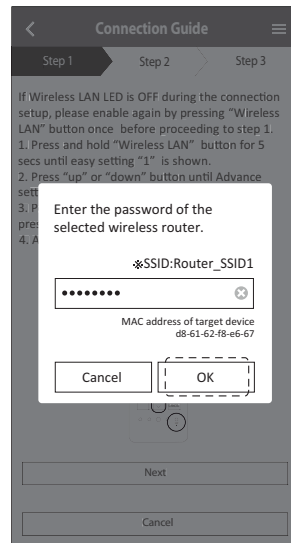 Connection Guide
Step 1 Step 2 Step 3
If Wireless LAN LED is OFF during the connection
setup, please enable again by pressing "Wireless
LAN" button once before proceeding to step 1.
1. Press and hold "Wireless LAN" button for 5
secs until easy setting "1" is shown.
2. Press "up" or "down" button until Advance
sett
3. P
pres
4. A
Enter the password of the
selected wireless router.
※SSID:Router_SSID1
••••••••
MAC address of target device
d8-61-62-f8-e6-67
Cancel OK
Next
Cancel